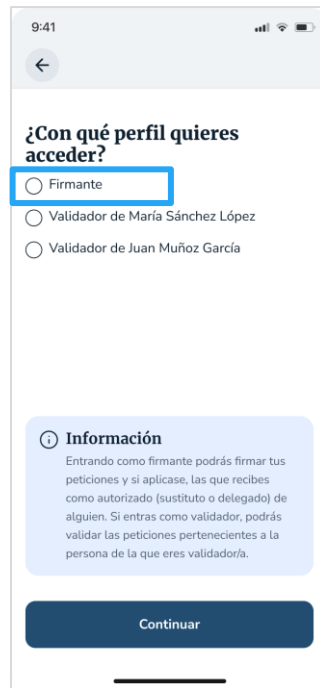 9:41
¿Con qué perfil quieres
acceder?
Firmante
Validador de María Sánchez López
Validador de Juan Muñoz García
Información
Entrando como firmante podrás firmar tus
peticiones y si aplicase, las que recibes
como autorizado (sustituto o delegado) de
alguien. Si entras como validador, podrás
validar las peticiones pertenecientes a la
persona de la que eres validador/a.
Continuar